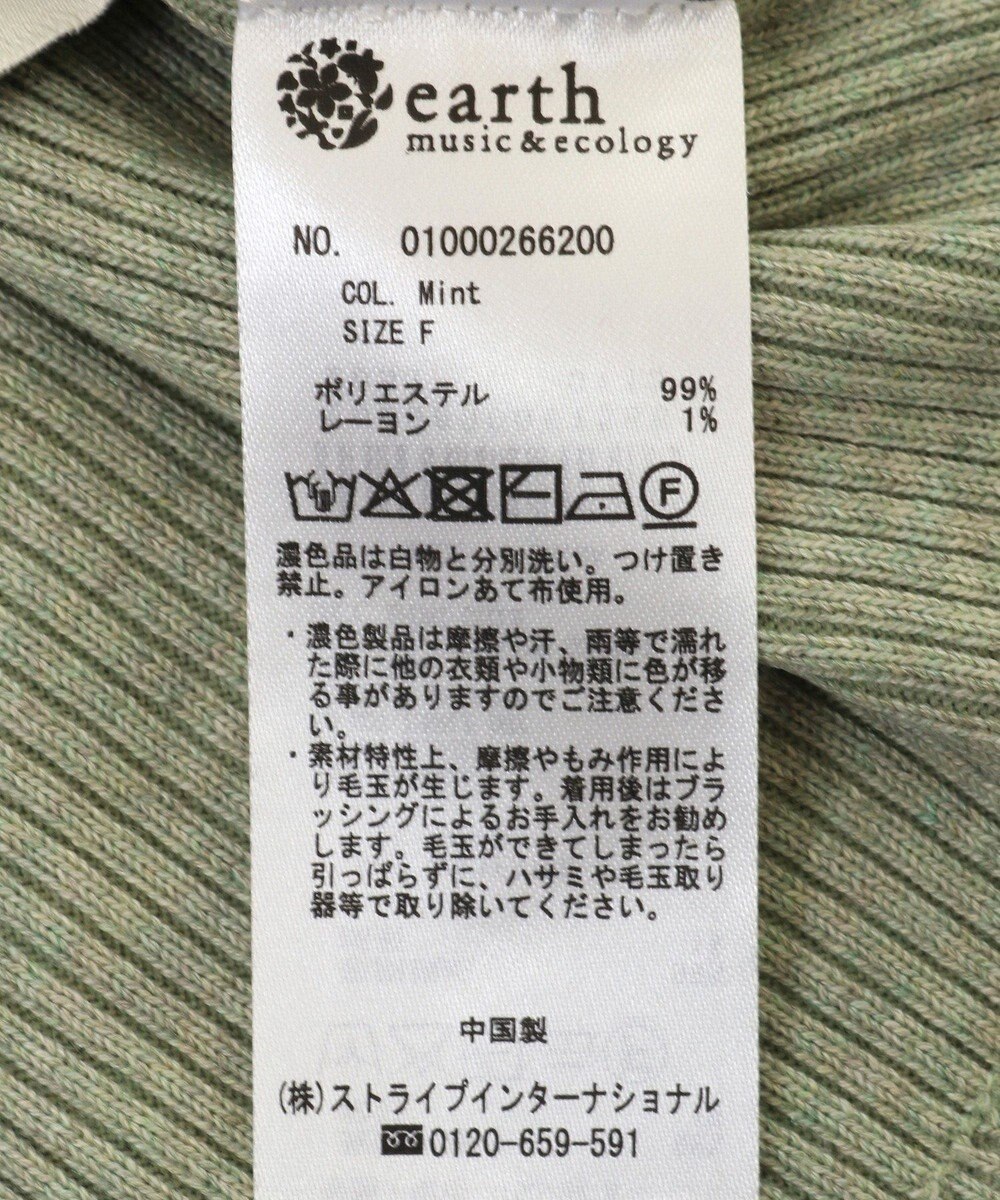 earth
music&ecology
NO. 01000266200
COL. Mint
SIZE F
ポリエステル 99%
レーヨン 1%
F
濃色品は白物と分別洗い。つけ置き
禁止。アイロンあて布使用。
・濃色製品は摩擦や汗、雨等で濡れ
た際に他の衣類や小物類に色が移
る事がありますのでご注意くださ
い。
・素材特性上、摩擦やもみ作用によ
り毛玉が生じます。着用後はブラ
ッシングによるお手入れをお勧め
します。毛玉ができてしまったら
引っぱらずに、ハサミや毛玉取り
器等で取り除いてください。
中国製
(株)ストライプインターナショナル
0120-659-591